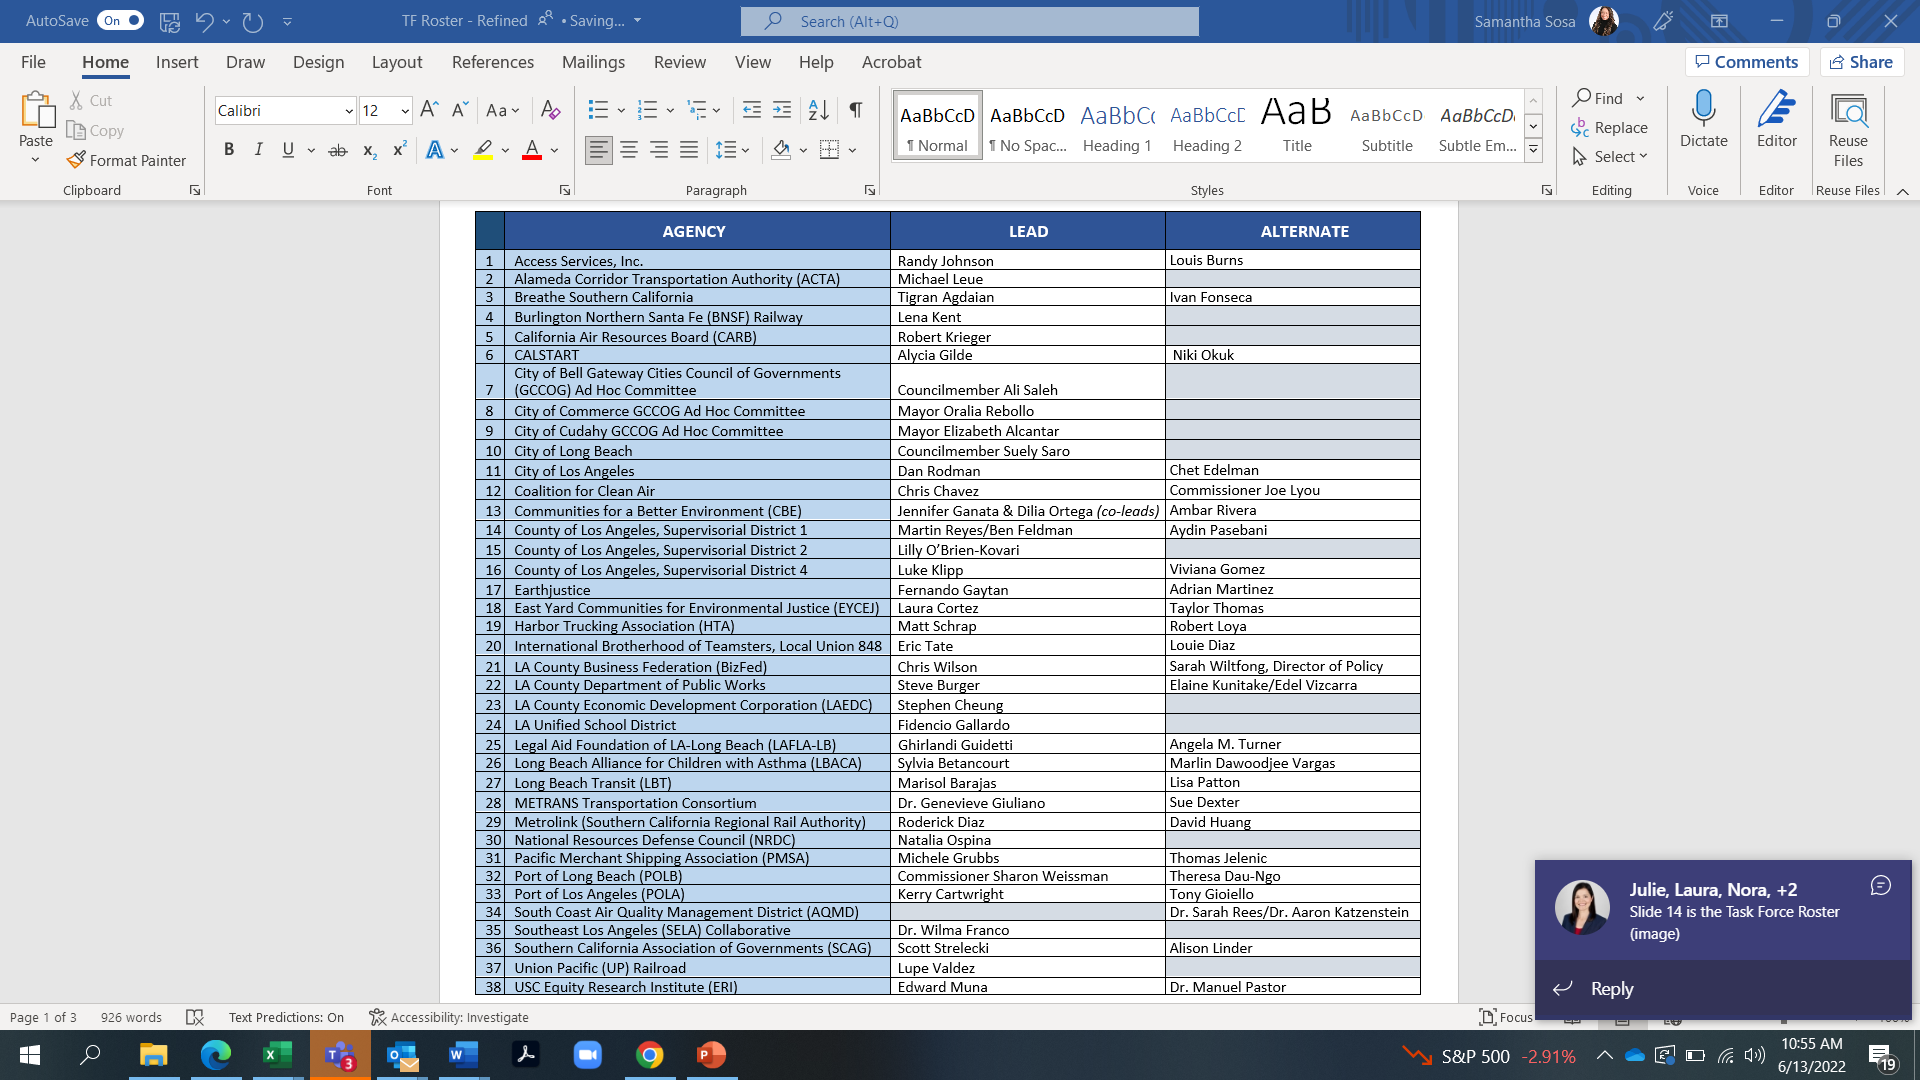 AutoSave On TF Roster - Refined • Saving... Search (Alt+Q) Samantha Sosa
File Home Insert Draw Design Layout References Mailings Review View Help Acrobat Comments Share
Paste Cut Copy Format Painter Clipboard
Calibri 12 Aa Font
B I U ab x₂ x² A A
Paragraph
AaBbCcD AaBbCcD AaBbCc AaBbCcD AaB AaBbCcD AaBbCcD
¶ Normal ¶ No Spac... Heading 1 Heading 2 Title Subtitle Subtle Em...
Styles
Find Replace Select Editing
Dictate Voice
Editor Editor
Reuse Files Reuse Files
AGENCY LEAD ALTERNATE
1 Access Services, Inc. Randy Johnson Louis Burns
2 Alameda Corridor Transportation Authority (ACTA) Michael Leue
3 Breathe Southern California Tigran Agdaian Ivan Fonseca
4 Burlington Northern Santa Fe (BNSF) Railway Lena Kent
5 California Air Resources Board (CARB) Robert Krieger
6 CALSTART Alycia Gilde Niki Okuk
City of Bell Gateway Cities Council of Governments
7 (GCCOG) Ad Hoc Committee Councilmember Ali Saleh
8 City of Commerce GCCOG Ad Hoc Committee Mayor Oralia Rebollo
9 City of Cudahy GCCOG Ad Hoc Committee Mayor Elizabeth Alcantar
10 City of Long Beach Councilmember Suely Saro
11 City of Los Angeles Dan Rodman Chet Edelman
12 Coalition for Clean Air Chris Chavez Commissioner Joe Lyou
13 Communities for a Better Environment (CBE) Jennifer Ganata & Dilia Ortega (co-leads) Ambar Rivera
14 County of Los Angeles, Supervisorial District 1 Martin Reyes/Ben Feldman Aydin Pasebani
15 County of Los Angeles, Supervisorial District 2 Lilly O’Brien-Kovari
16 County of Los Angeles, Supervisorial District 4 Luke Klipp Viviana Gomez
17 Earthjustice Fernando Gaytan Adrian Martinez
18 East Yard Communities for Environmental Justice (EYCEJ) Laura Cortez Taylor Thomas
19 Harbor Trucking Association (HTA) Matt Schrap Robert Loya
20 International Brotherhood of Teamsters, Local Union 848 Eric Tate Louie Diaz
21 LA County Business Federation (BizFed) Chris Wilson Sarah Wiltfong, Director of Policy
22 LA County Department of Public Works Steve Burger Elaine Kunitake/Edel Vizcarra
23 LA County Economic Development Corporation (LAEDC) Stephen Cheung
24 LA Unified School District Fidencio Gallardo
25 Legal Aid Foundation of LA-Long Beach (LAFLA-LB) Ghirlandi Guidetti Angela M. Turner
26 Long Beach Alliance for Children with Asthma (LBACA) Sylvia Betancourt Marlin Dawoodjee Vargas
27 Long Beach Transit (LBT) Marisol Barajas Lisa Patton
28 METRANS Transportation Consortium Dr. Genevieve Giuliano Sue Dexter
29 Metrolink (Southern California Regional Rail Authority) Roderick Diaz David Huang
30 National Resources Defense Council (NRDC) Natalia Ospina
31 Pacific Merchant Shipping Association (PMSA) Michele Grubbs Thomas Jelenic
32 Port of Long Beach (POLB) Commissioner Sharon Weissman Theresa Dau-Ngo
33 Port of Los Angeles (POLA) Kerry Cartwright Tony Gioiello
34 South Coast Air Quality Management District (AQMD) Dr. Sarah Rees/Dr. Aaron Katzenstein
35 Southeast Los Angeles (SELA) Collaborative Dr. Wilma Franco
36 Southern California Association of Governments (SCAG) Scott Strelecki Alison Linder
37 Union Pacific (UP) Railroad Lupe Valdez
38 USC Equity Research Institute (ERI) Edward Muna Dr. Manuel Pastor
Julie, Laura, Nora, +2
Slide 14 is the Task Force Roster
(image)
Reply
Page 1 of 3 926 words Text Predictions: On Accessibility: Investigate Focus
3 S&P 500 -2.91% 10:55 AM
6/13/2022 19